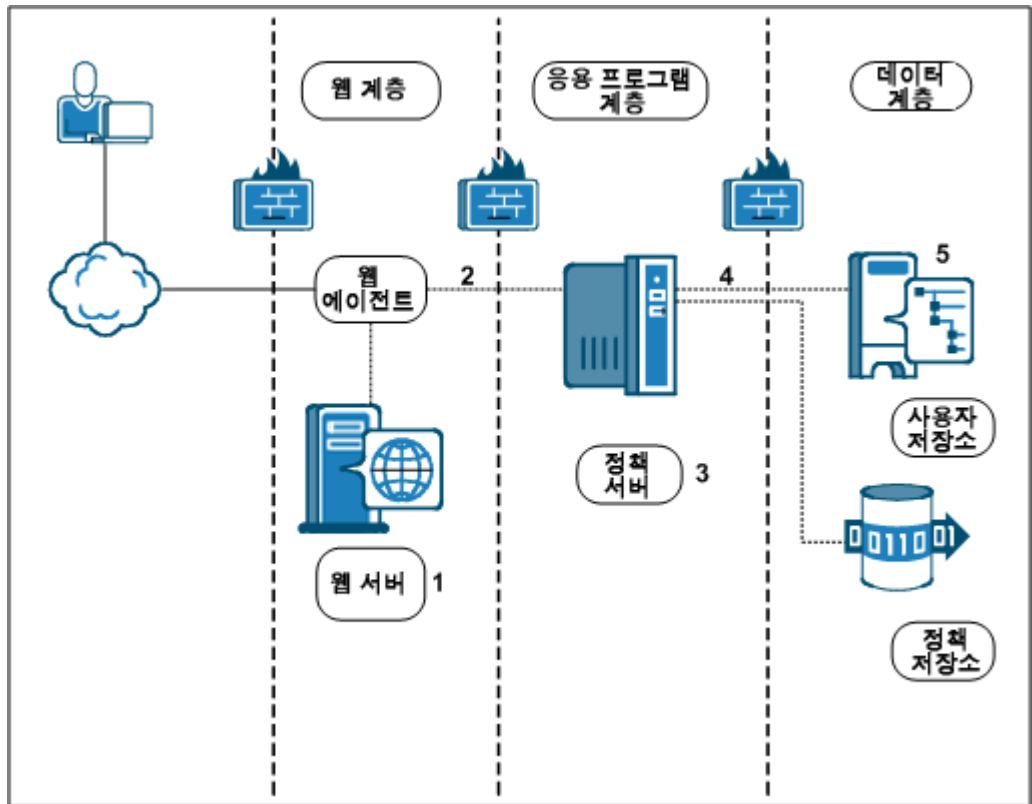 웹 계층
응용 프로그램
계층
데이터
계층
웹
에이전트
2
4
5
사용자
저장소
정책
서버
3
011001
웹 서버
1
정책
저장소